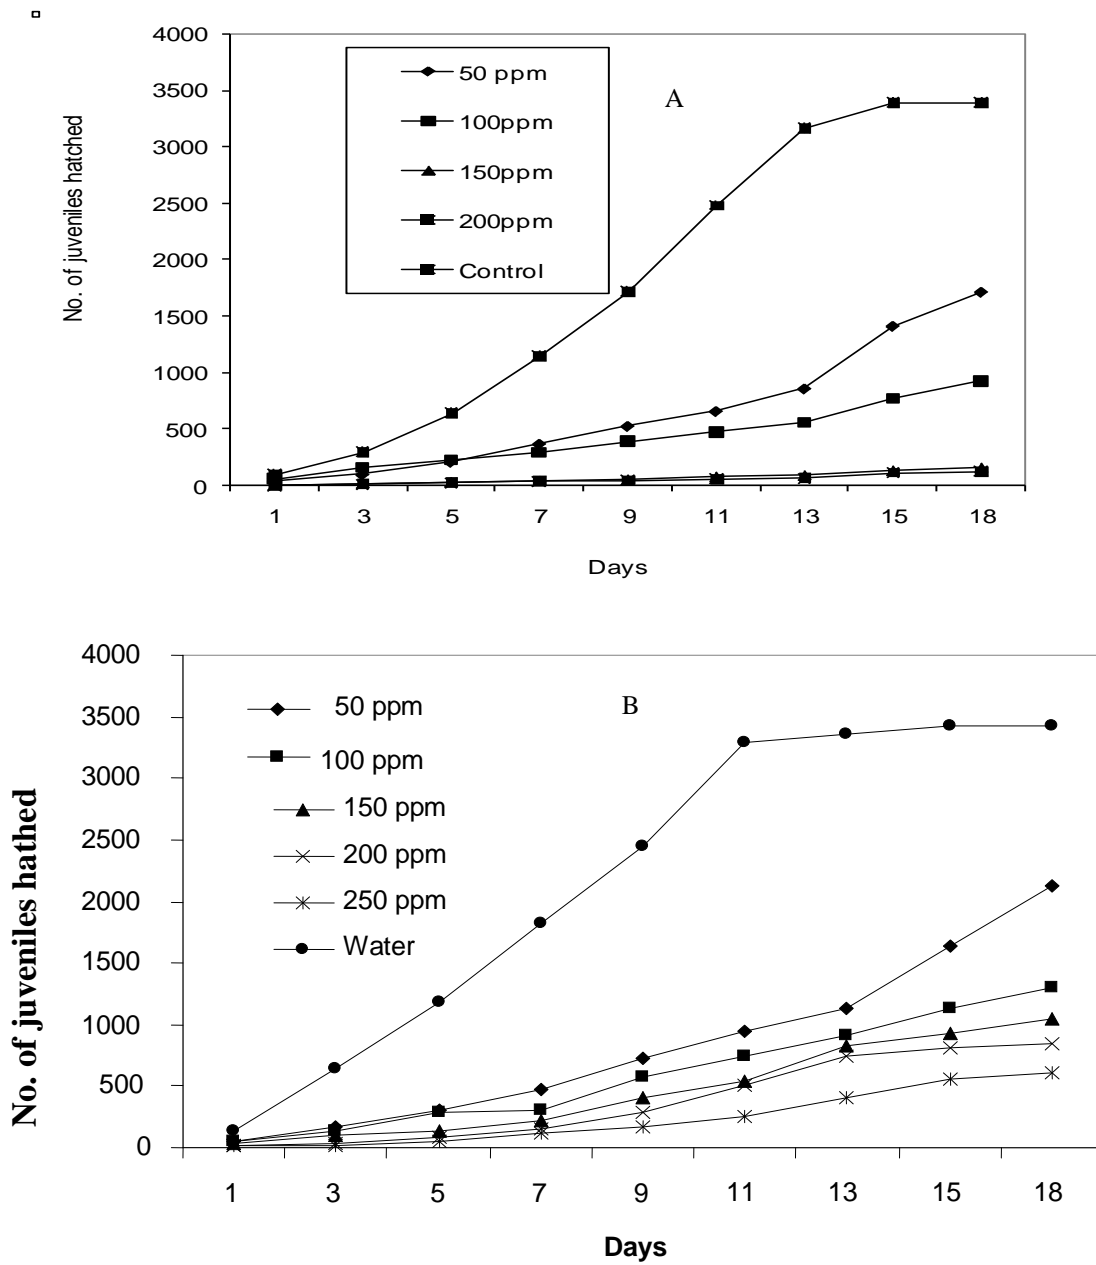 4000
3500
3000
2500
2000
1500
1000
500
0
No. of juveniles hatched
50 ppm
100ppm
150ppm
200ppm
Control
A
1 3 5 7 9 11 13 15 18
Days
4000
3500
3000
2500
2000
1500
1000
500
0
No. of juveniles hathed
50 ppm
100 ppm
150 ppm
200 ppm
250 ppm
Water
B
1 3 5 7 9 11 13 15 18
Days